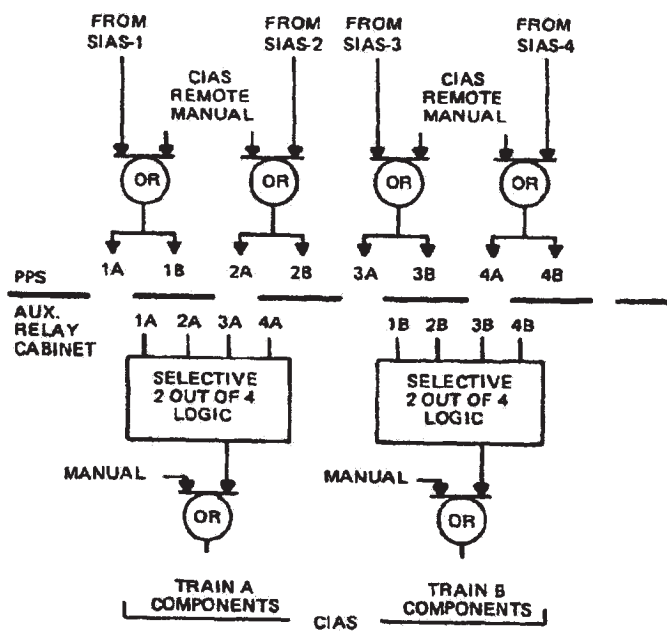 FROM
SIAS-1
FROM
SIAS-2
FROM
SIAS-3
FROM
SIAS-4
CIAS
REMOTE
MANUAL
CIAS
REMOTE
MANUAL
OR
OR
OR
OR
1A
1B
2A
2B
3A
3B
4A
4B
PPS
AUX.
RELAY
CABINET
1A
2A
3A
4A
1B
2B
3B
4B
SELECTIVE
2 OUT OF 4
LOGIC
SELECTIVE
2 OUT OF 4
LOGIC
MANUAL
MANUAL
OR
OR
TRAIN A
COMPONENTS
TRAIN B
COMPONENTS
CIAS